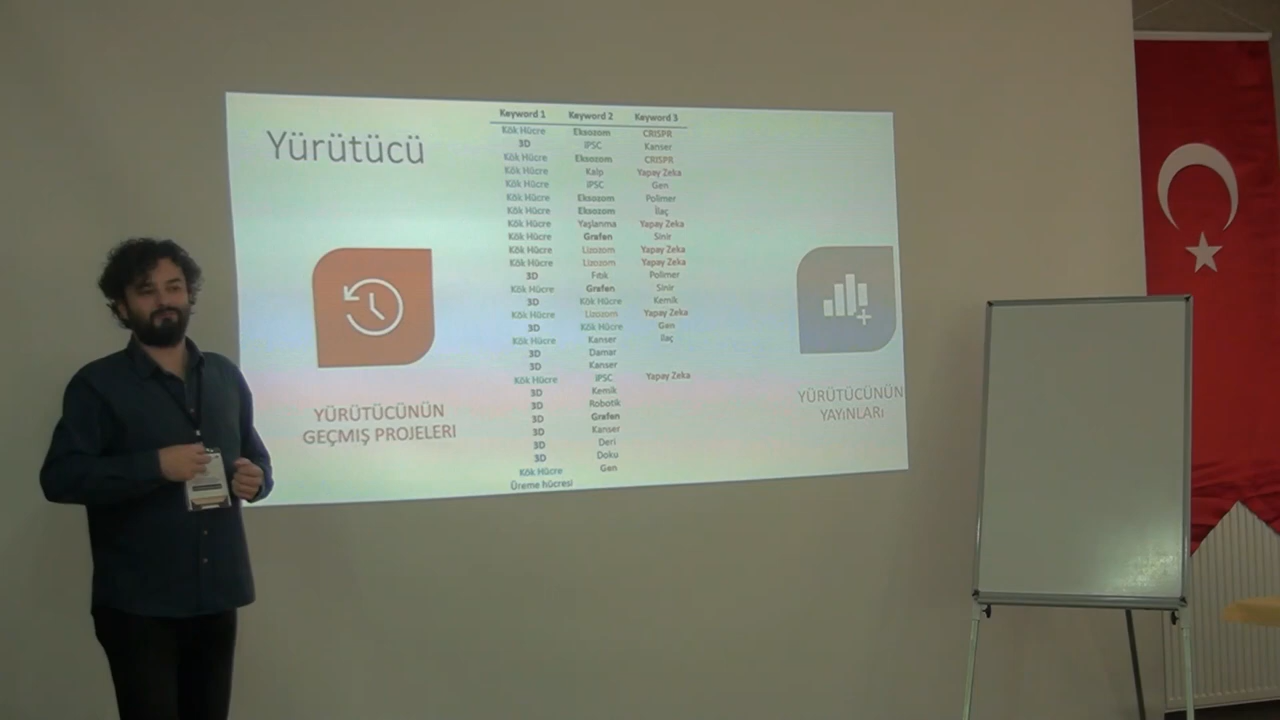 Yürütücü
Keyword 1 Keyword 2 Keyword 3
Kök Hücre Eksozom CRISPR
3D iPSC Kanser
Kök Hücre Eksozom CRISPR
Kök Hücre Kalp Yapay Zeka
Kök Hücre iPSC Gen
Kök Hücre Eksozom Polimer
Kök Hücre Eksozom İlaç
Kök Hücre Yaşlanma Yapay Zeka
Kök Hücre Grafen Sinir
Kök Hücre Lizozom Yapay Zeka
Kök Hücre Lizozom Yapay Zeka
3D Fıtık Polimer
Kök Hücre Grafen Sinir
3D Kök Hücre Kemik
Kök Hücre Lizozom Yapay Zeka
3D Kök Hücre Gen
Kök Hücre Kanser İlaç
3D Damar
3D Kanser
Kök Hücre iPSC Yapay Zeka
3D Kemik
3D Robotik
3D Grafen
3D Kanser
3D Deri
3D Doku
Kök Hücre Gen
Üreme hücresi
YÜRÜTÜCÜNÜN
GEÇMİŞ PROJELERİ
YÜRÜTÜCÜNÜN
YAYINLARI